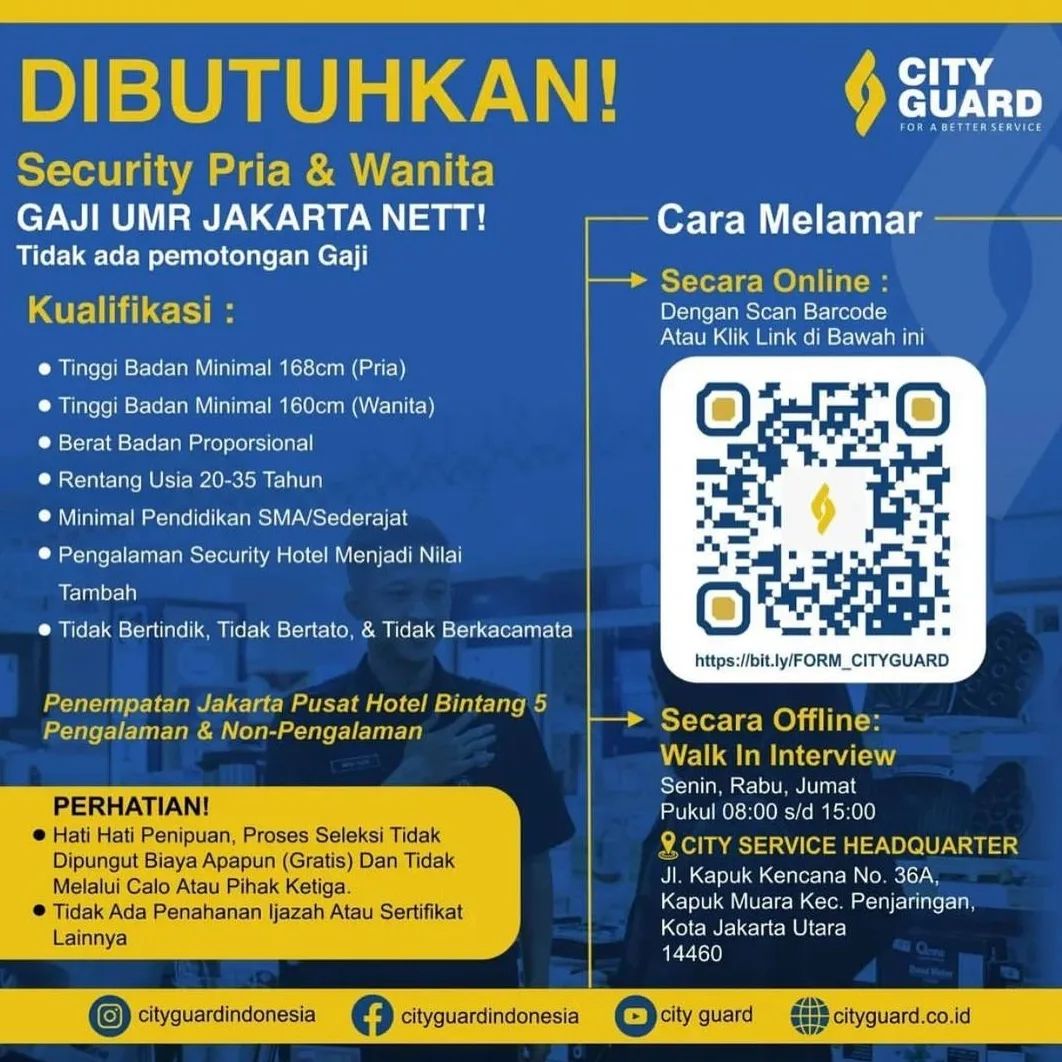 DIBUTUHKAN!
CITY
GUARD
FOR A BETTER SERVICE
Security Pria & Wanita
GAJI UMR JAKARTA NETT!
Tidak ada pemotongan Gaji
Kualifikasi :
Tinggi Badan Minimal 168cm (Pria)
Tinggi Badan Minimal 160cm (Wanita)
Berat Badan Proporsional
Rentang Usia 20-35 Tahun
Minimal Pendidikan SMA/Sederajat
Pengalaman Security Hotel Menjadi Nilai
Tambah
Tidak Bertindik, Tidak Bertato, & Tidak Berkacamata
Penempatan Jakarta Pusat Hotel Bintang 5
Pengalaman & Non-Pengalaman
PERHATIAN!
Hati Hati Penipuan, Proses Seleksi Tidak
Dipungut Biaya Apapun (Gratis) Dan Tidak
Melalui Calo Atau Pihak Ketiga.
Tidak Ada Penahanan Ijazah Atau Sertifikat
Lainnya
Cara Melamar
Secara Online :
Dengan Scan Barcode
Atau Klik Link di Bawah ini
https://bit.ly/FORM_CITYGUARD
Secara Offline:
Walk In Interview
Senin, Rabu, Jumat
Pukul 08:00 s/d 15:00
CITY SERVICE HEADQUARTER
Jl. Kapuk Kencana No. 36A,
Kapuk Muara Kec. Penjaringan,
Kota Jakarta Utara
14460
cityguardindonesia
cityguardindonesia
city guard
cityguard.co.id